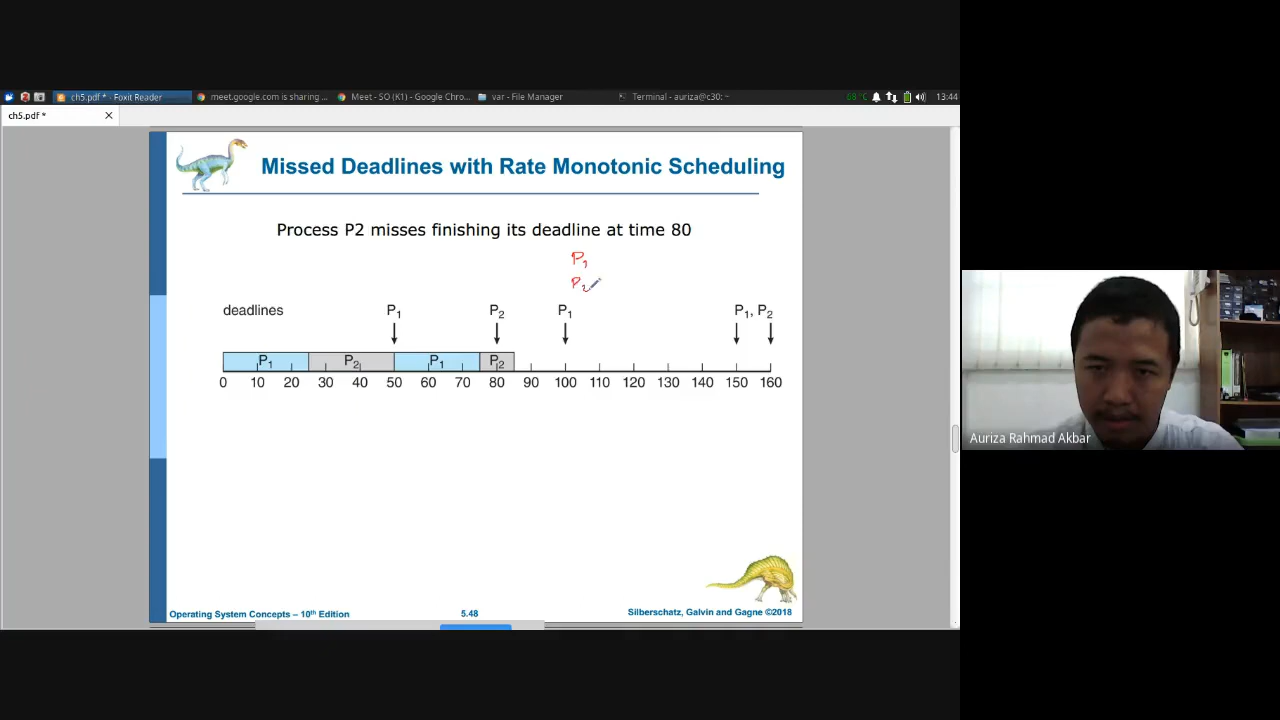 ch5.pdf * - Foxit Reader
meet.google.com is sharing ...
Meet - SO (K1) - Google Chro...
var - File Manager
Terminal - auriza@c30: ~
68°C
13:44
ch5.pdf *
Missed Deadlines with Rate Monotonic Scheduling
Process P2 misses finishing its deadline at time 80
P1
P2
deadlines P1 P2 P1 P1, P2
P1 P2 P1 P2
0 10 20 30 40 50 60 70 80 90 100 110 120 130 140 150 160
Auriza Rahmad Akbar
Operating System Concepts – 10th Edition
5.48
Silberschatz, Galvin and Gagne ©2018